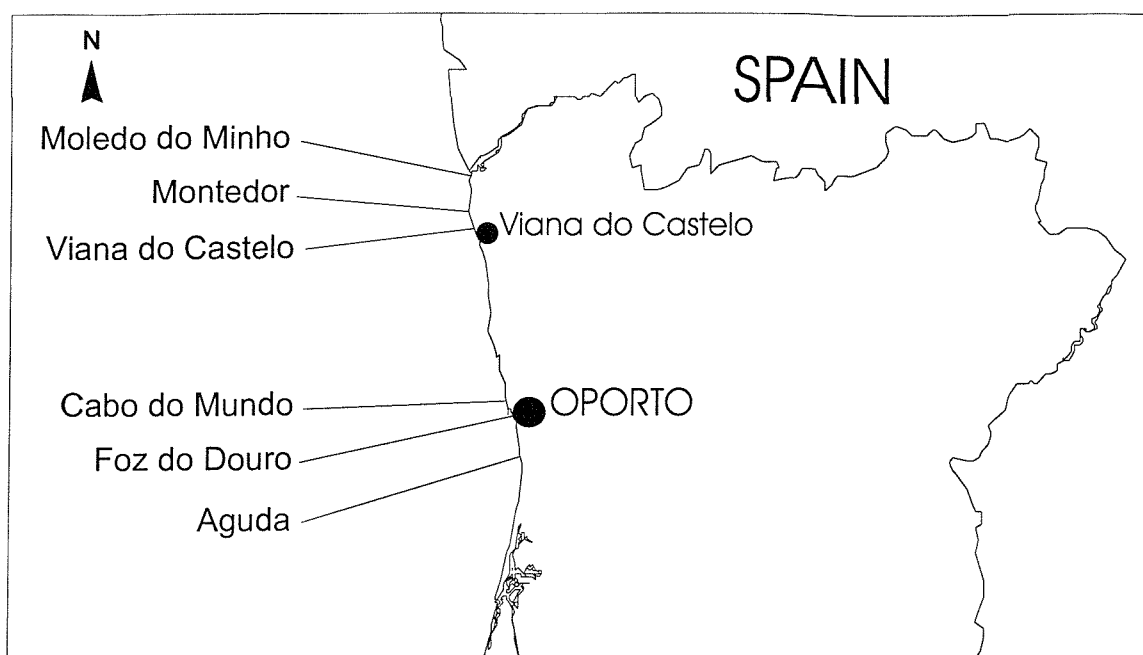 N
SPAIN
Moledo do Minho
Montedor
Viana do Castelo
Viana do Castelo
Cabo do Mundo
OPORTO
Foz do Douro
Aguda